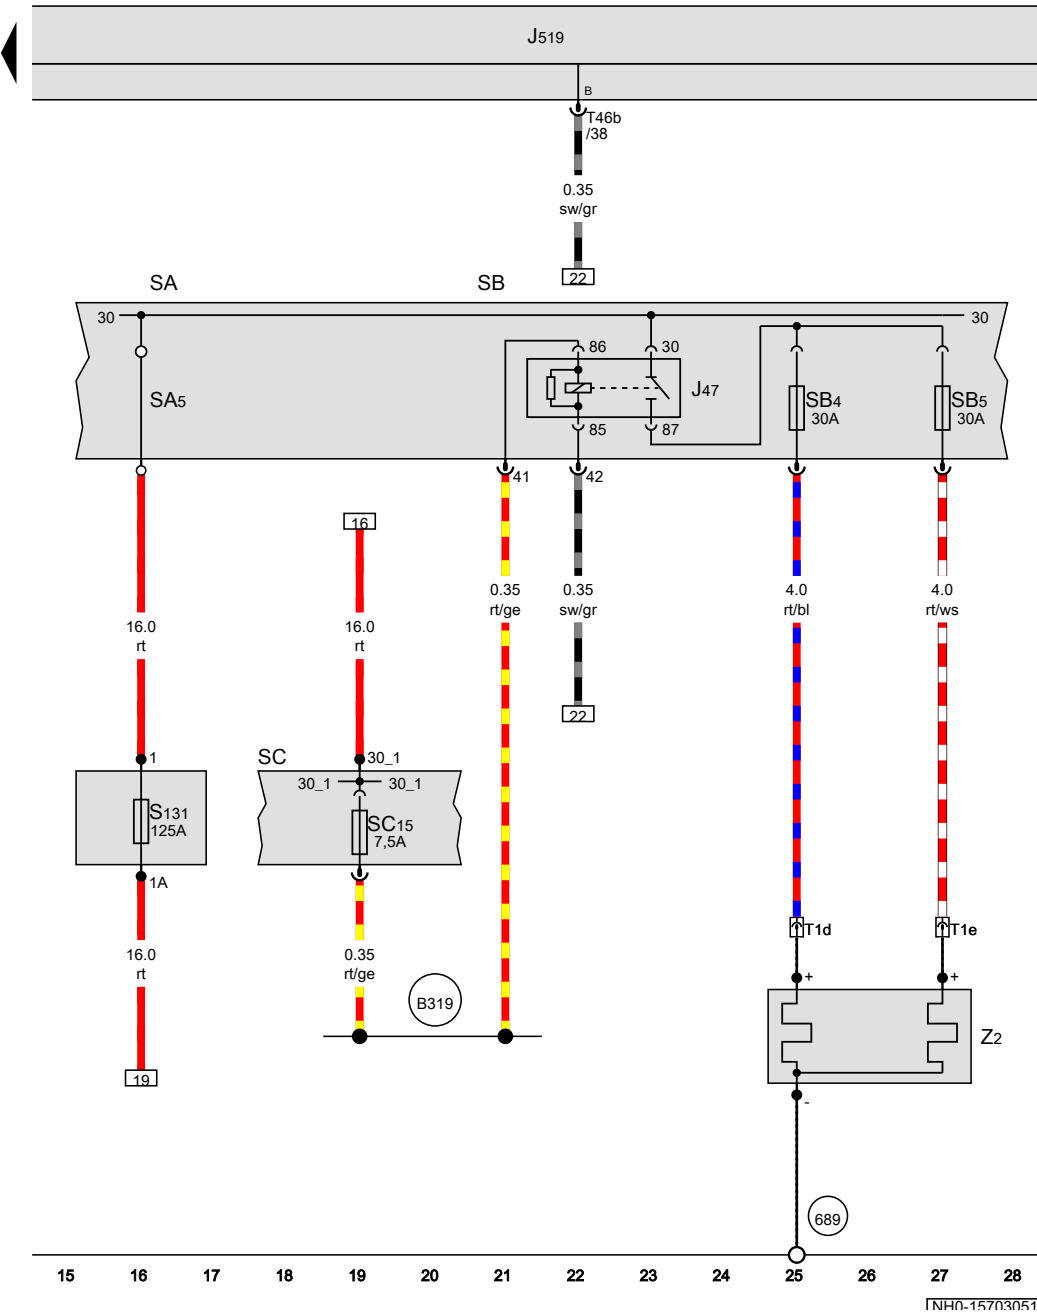 J519
B
T46b
/38
0.35
sw/gr
22
SA
SB
30
30
86
30
SA5
J47
SB4
30A
SB5
30A
85
87
41
42
16
0.35
rt/ge
0.35
sw/gr
4.0
rt/bl
4.0
rt/ws
16.0
rt
16.0
rt
22
1
SC
30_1
30_1
30_1
S131
125A
SC15
7,5A
1A
T1d
T1e
16.0
rt
0.35
rt/ge
B319
+
+
Z2
19
-
689
15 16 17 18 19 20 21 22 23 24 25 26 27 28
NH0-15703051